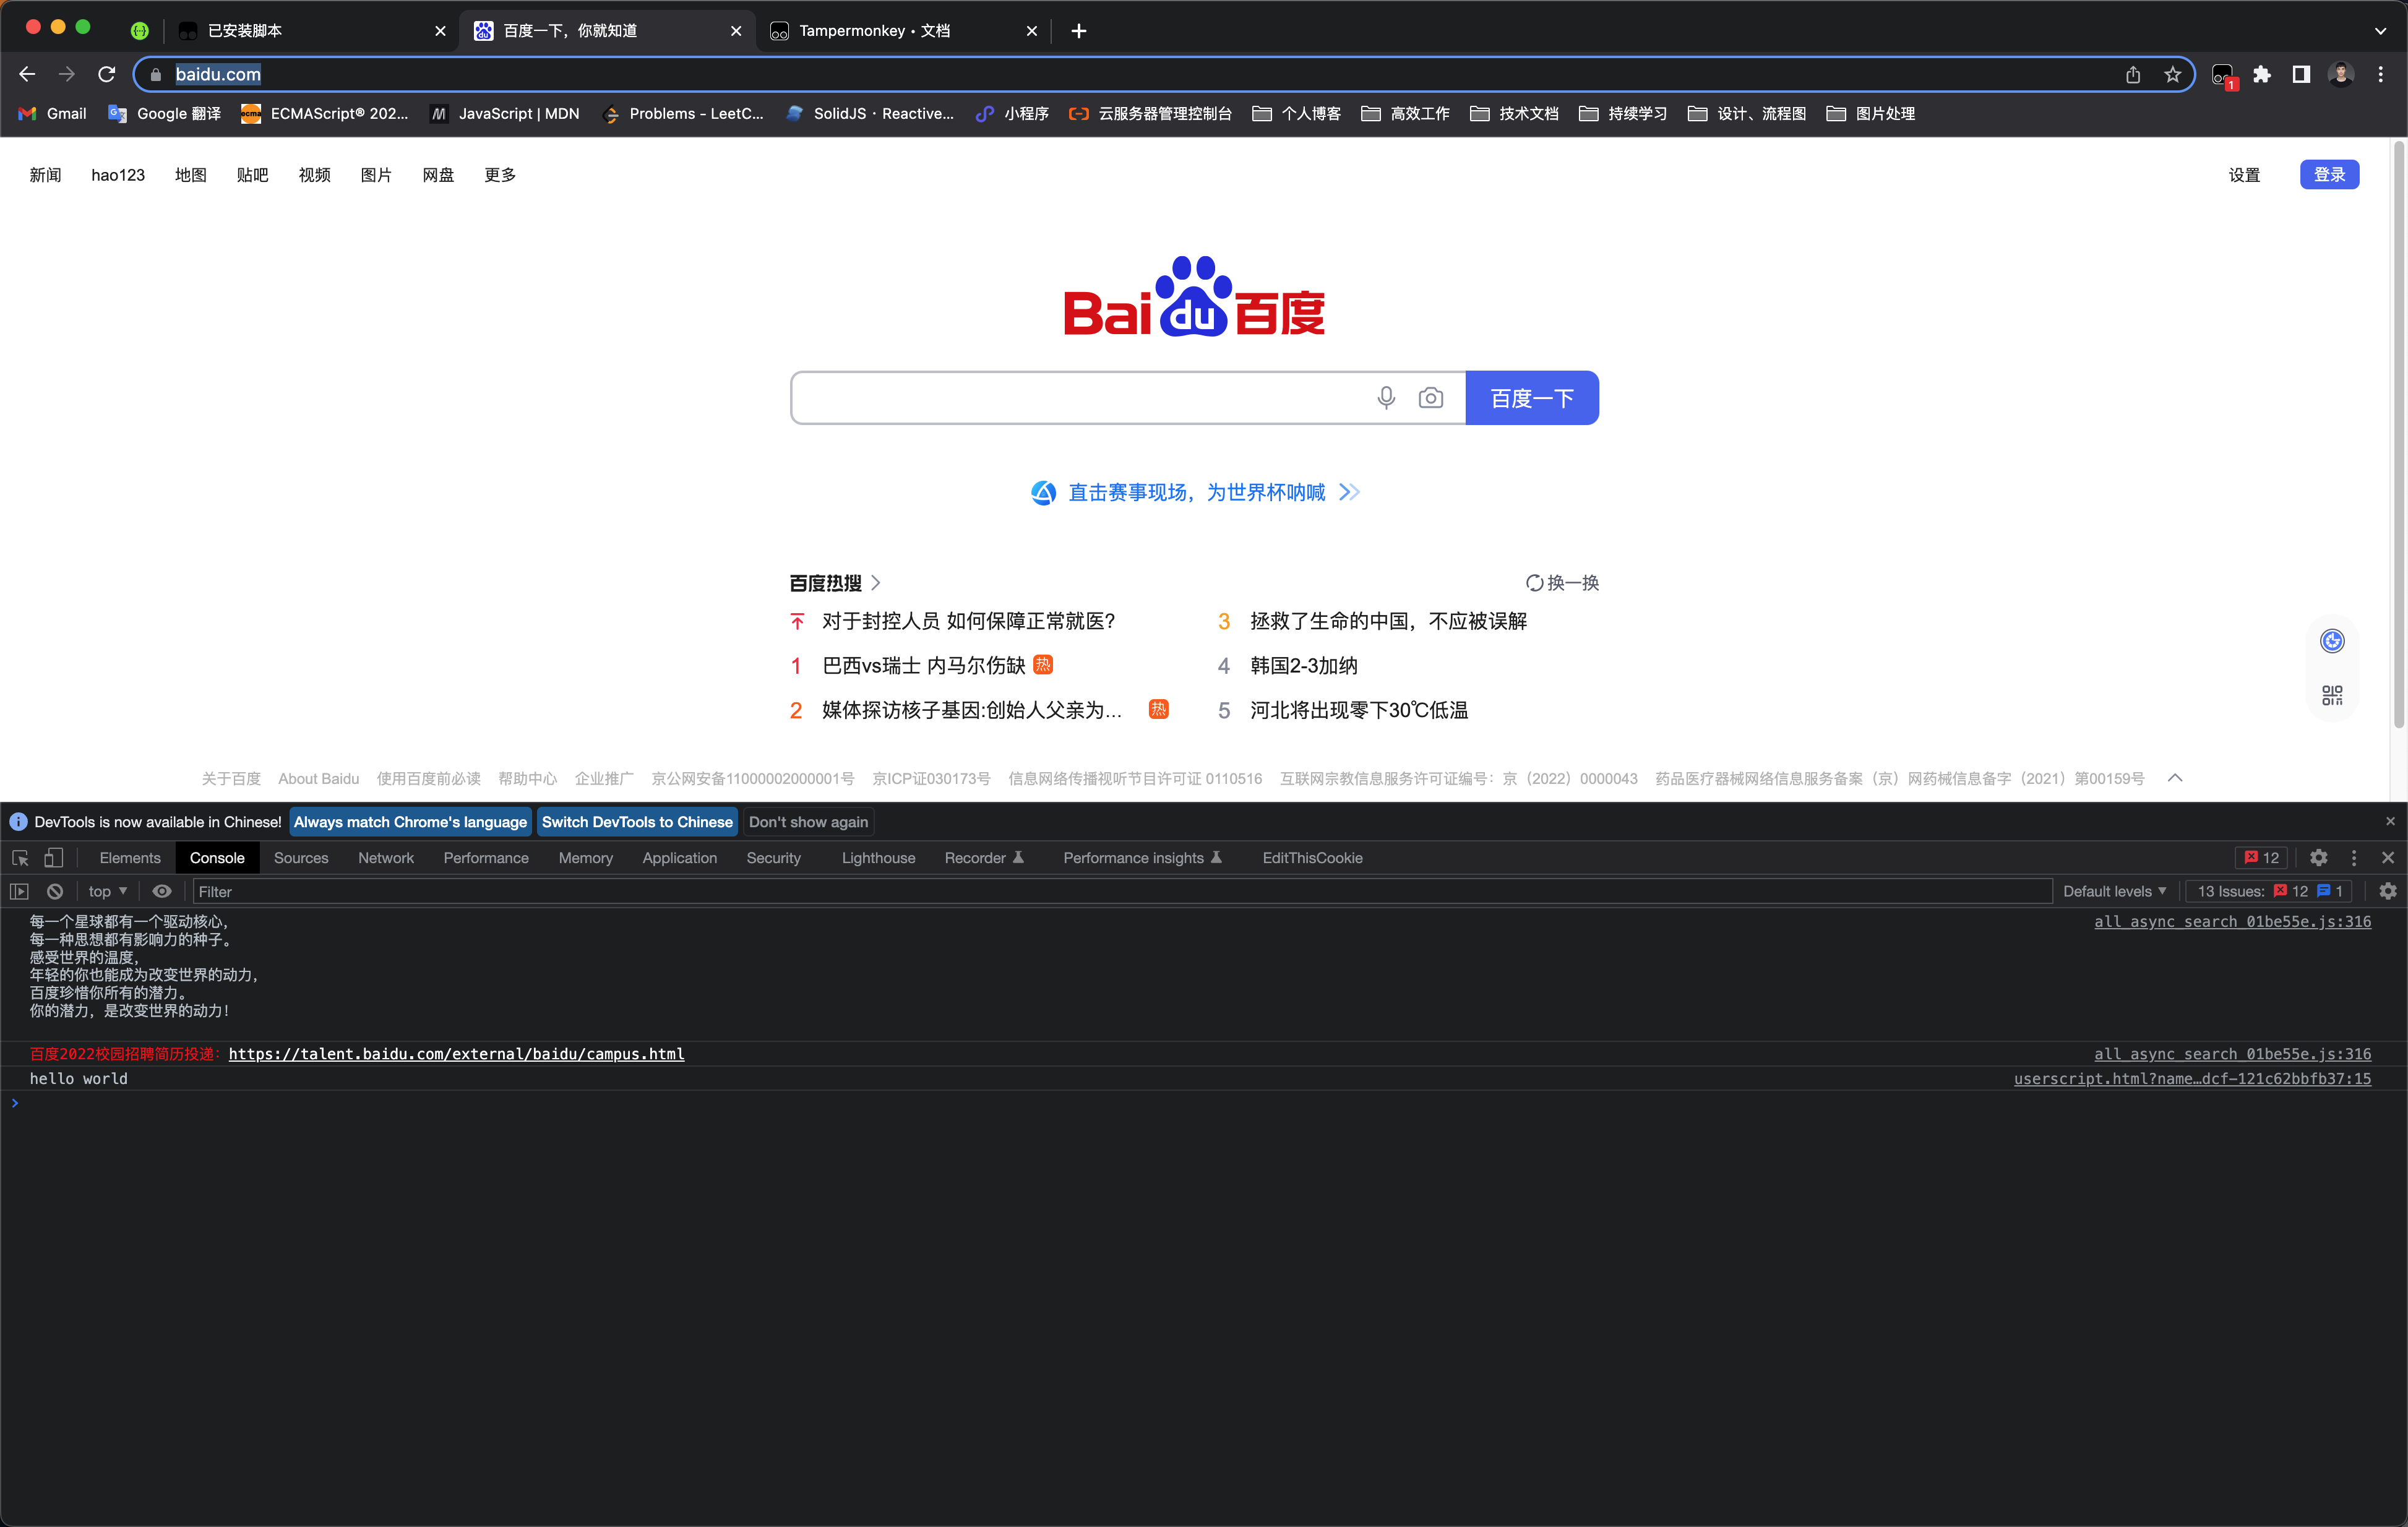 已安装脚本
百度一下，你就知道
Tampermonkey • 文档
baidu.com
1
Gmail
Google 翻译
ECMAScript® 202...
JavaScript | MDN
Problems - LeetC...
SolidJS · Reactive...
小程序
云服务器管理控制台
个人博客
高效工作
技术文档
持续学习
设计、流程图
图片处理
新闻 hao123 地图 贴吧 视频 图片 网盘 更多
设置 登录
Bai du 百度
百度一下
直击赛事现场，为世界杯呐喊
百度热搜
换一换
对于封控人员 如何保障正常就医?
1 巴西vs瑞士 内马尔伤缺 热
2 媒体探访核子基因:创始人父亲为... 热
3 拯救了生命的中国，不应被误解
4 韩国2-3加纳
5 河北将出现零下30℃低温
关于百度 About Baidu 使用百度前必读 帮助中心 企业推广 京公网安备11000002000001号 京ICP证030173号 信息网络传播视听节目许可证 0110516 互联网宗教信息服务许可证编号：京（2022）0000043 药品医疗器械网络信息服务备案（京）网药械信息备字（2021）第00159号
DevTools is now available in Chinese! Always match Chrome's language Switch DevTools to Chinese Don't show again
Elements Console Sources Network Performance Memory Application Security Lighthouse Recorder Performance insights EditThisCookie 12
top Filter Default levels 13 Issues: 12 1
每一个星球都有一个驱动核心，
all_async_search_01be55e.js:316
每一种思想都有影响力的种子。
感受世界的温度，
年轻的你也能成为改变世界的动力，
百度珍惜你所有的潜力。
你的潜力，是改变世界的动力！
百度2022校园招聘简历投递：https://talent.baidu.com/external/baidu/campus.html
all_async_search_01be55e.js:316
hello world
userscript.html?name…dcf-121c62bbfb37:15